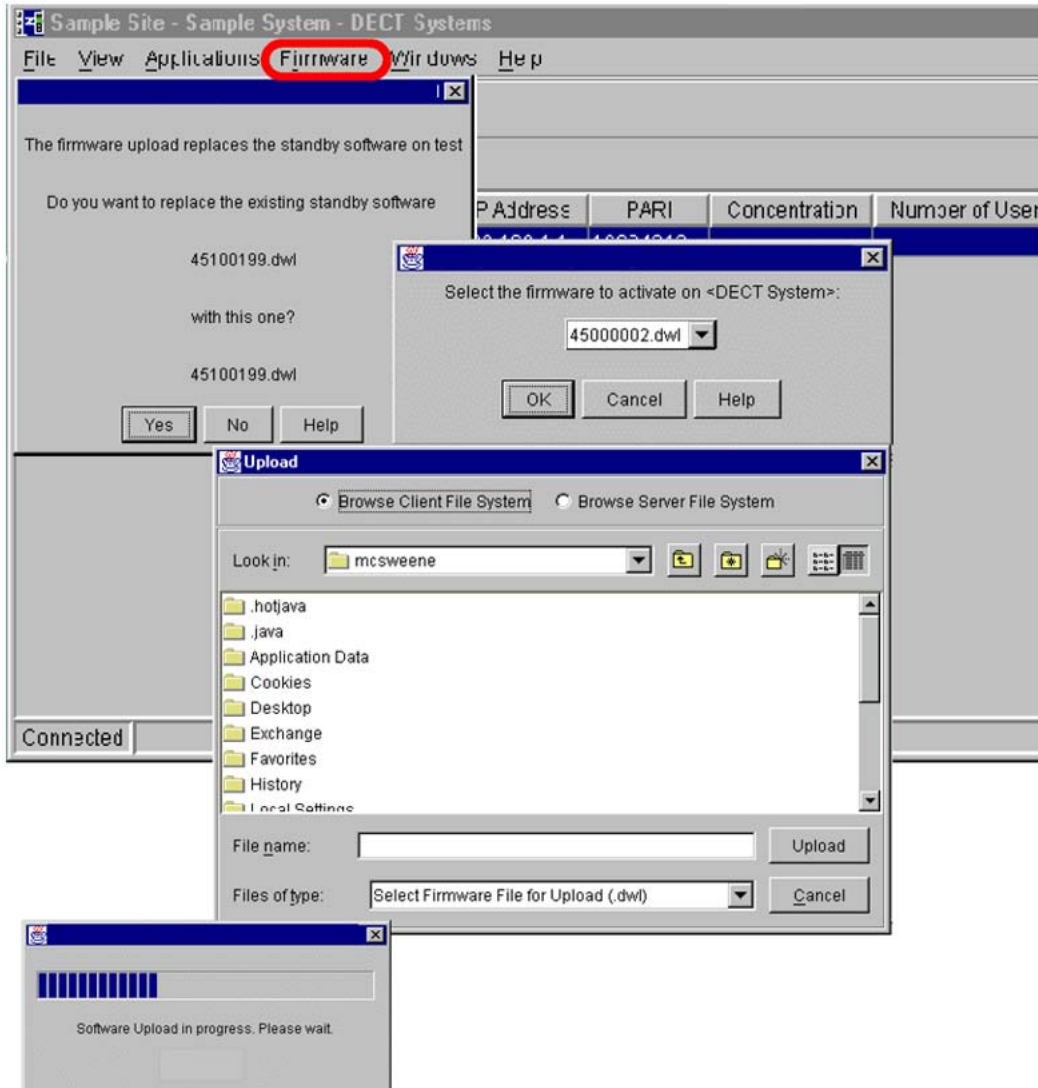 Sample Site - Sample System - DECT Systems
File View Applications Firmware Windows Help
The firmware upload replaces the standby software on test
Do you want to replace the existing standby software
45100199.dwl
with this one?
45100199.dwl
Yes No Help
P Address PARI Concentration Number of User
Select the firmware to activate on <DECT System>:
45000002.dwl
OK Cancel Help
Upload
Browse Client File System Browse Server File System
Look in: mcsweene
.hotjava
.java
Application Data
Cookies
Desktop
Exchange
Favorites
History
Local Settings
File name: Upload
Files of type: Select Firmware File for Upload (.dwl) Cancel
Connected
Software Upload in progress. Please wait.